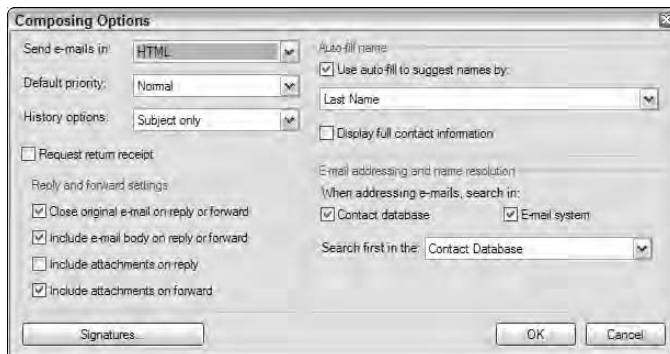 Composing Options
Send e-mails in: HTML
Default priority: Normal
History options: Subject only
Request return receipt
Reply and forward settings
Close original e-mail on reply or forward
Include e-mail body on reply or forward
Include attachments on reply
Include attachments on forward
Signatures...
Auto-fill name
Use auto-fill to suggest names by:
Last Name
Display full contact information
E-mail addressing and name resolution
When addressing e-mails, search in:
Contact database E-mail system
Search first in the: Contact Database
OK Cancel